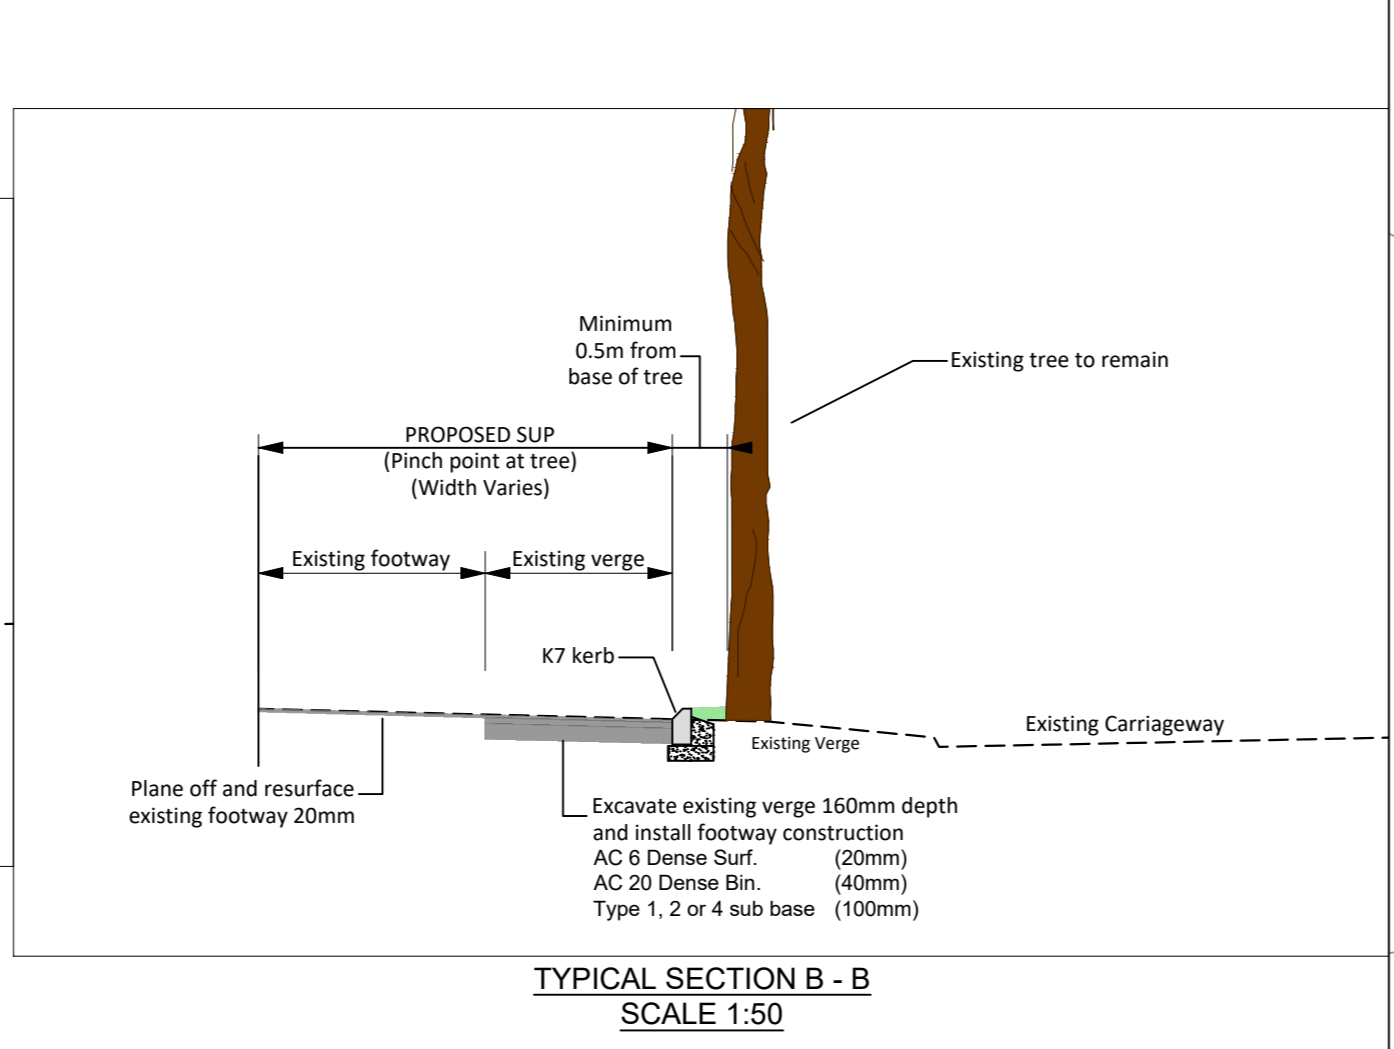 Minimum
0.5m from
base of tree
Existing tree to remain
PROPOSED SUP
(Pinch point at tree)
(Width Varies)
Existing footway
Existing verge
K7 kerb
Existing Carriageway
Existing Verge
Plane off and resurface
existing footway 20mm
Excavate existing verge 160mm depth
and install footway construction
AC 6 Dense Surf. (20mm)
AC 20 Dense Bin. (40mm)
Type 1, 2 or 4 sub base (100mm)
TYPICAL SECTION B - B
SCALE 1:50